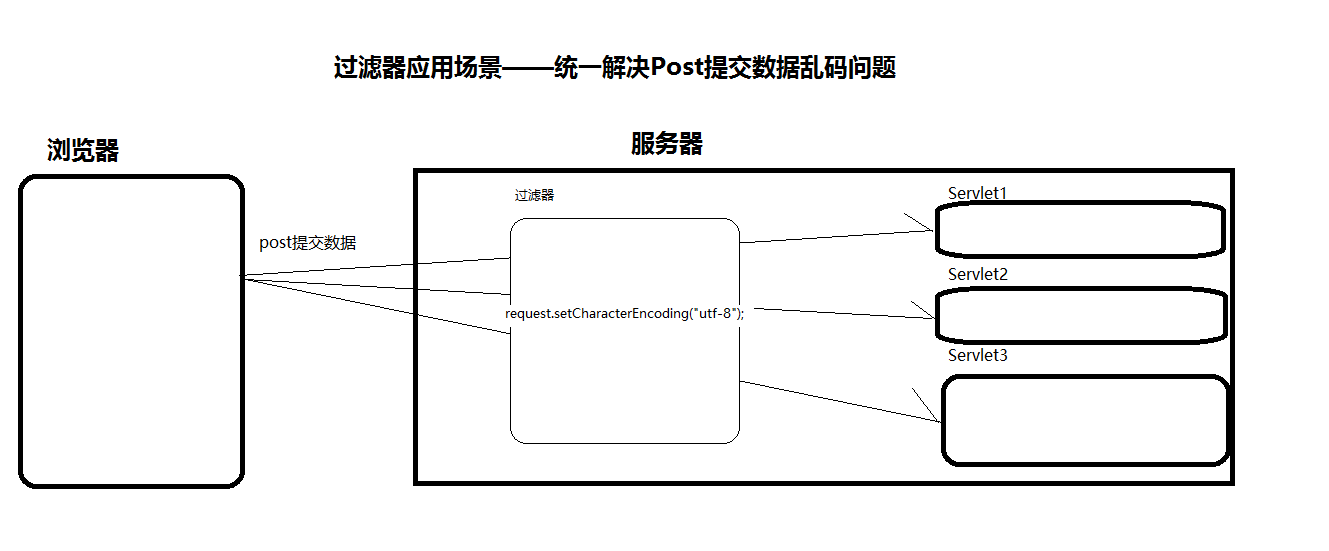 过滤器应用场景——统一解决Post提交数据乱码问题
浏览器
服务器
过滤器
Servlet1
post提交数据
Servlet2
request.setCharacterEncoding("utf-8");
Servlet3